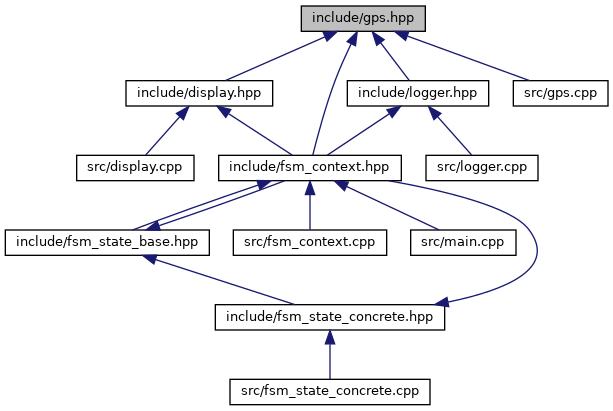 include/gps.hpp
include/display.hpp
include/logger.hpp
src/gps.cpp
src/display.cpp
include/fsm_context.hpp
src/logger.cpp
include/fsm_state_base.hpp
src/fsm_context.cpp
src/main.cpp
include/fsm_state_concrete.hpp
src/fsm_state_concrete.cpp